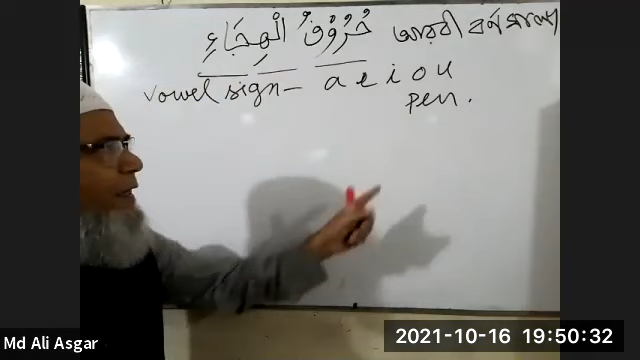 حُرُوْفُ الْهِجَاءِ আরবী বর্ণমালা
vowel sign- a e i o u
pen.
Md Ali Asgar
2021-10-16 19:50:32